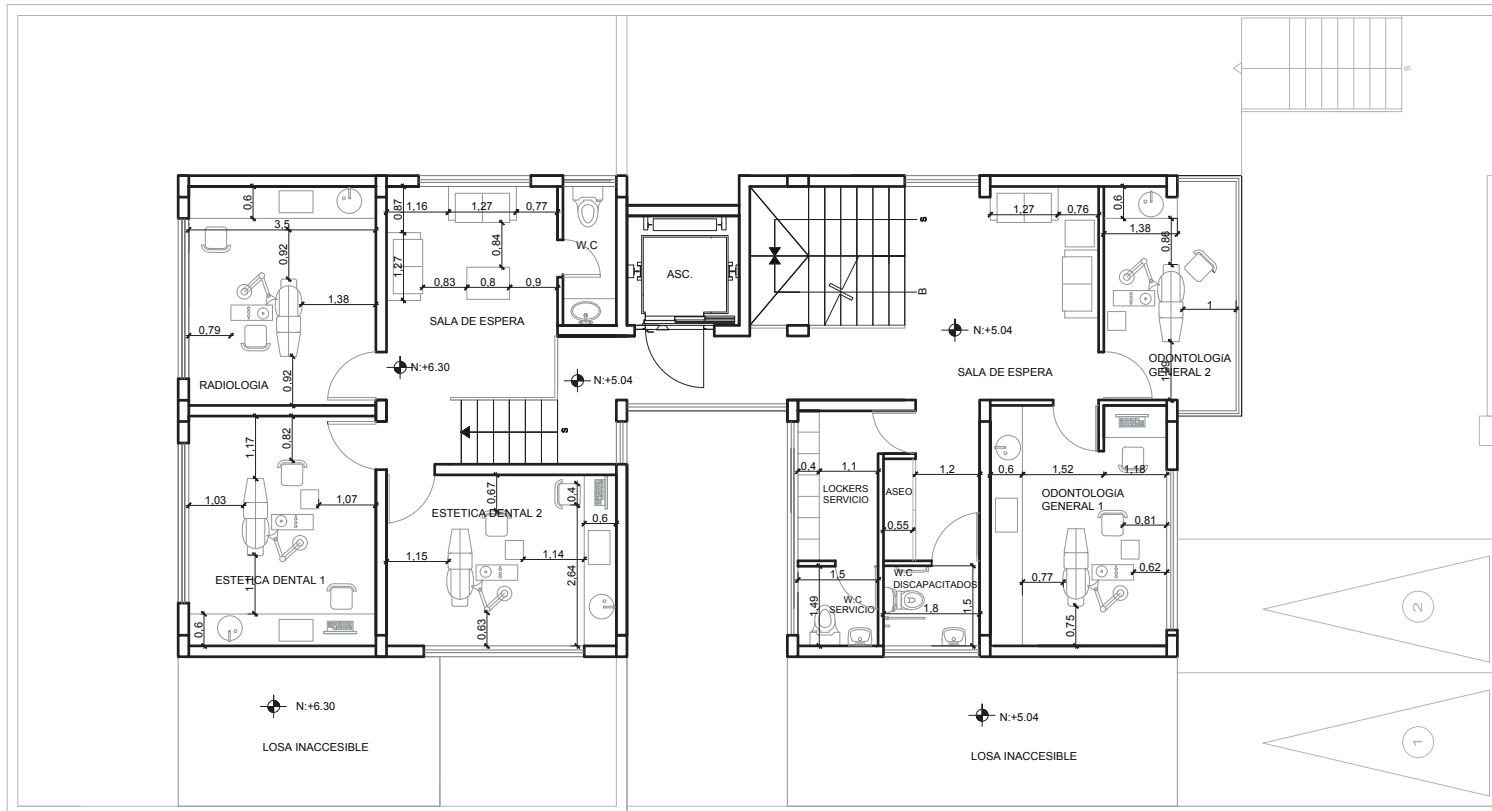 s
0,6
3,5
0,92
1,38
0,79
0,92
RADIOLOGIA
0,87
1,16
1,27
0,77
1,27
0,84
0,83
0,8
0,9
SALA DE ESPERA
N:+6.30
W.C
ASC.
s
B
N:+5.04
N:+5.04
SALA DE ESPERA
1,27
0,76
0,6
1,38
0,86
1
ODONTOLOGíA
GENERAL 2
s
0,82
1,17
1,03
1,07
ESTETICA DENTAL 1
0,6
0,67
0,4
ESTETICA DENTAL 2
0,6
1,15
1,14
2,64
0,63
0,4
1,1
LOCKERS
SERVICIO
ASEO
1,2
0,55
1,5
1,49
W.C
SERVICIO
W.C
DISCAPACITADOS
1,8
1,5
0,6
1,52
1,18
ODONTOLOGíA
GENERAL 1
0,81
0,77
0,62
0,75
2
1
N:+6.30
LOSA INACCESIBLE
N:+5.04
LOSA INACCESIBLE